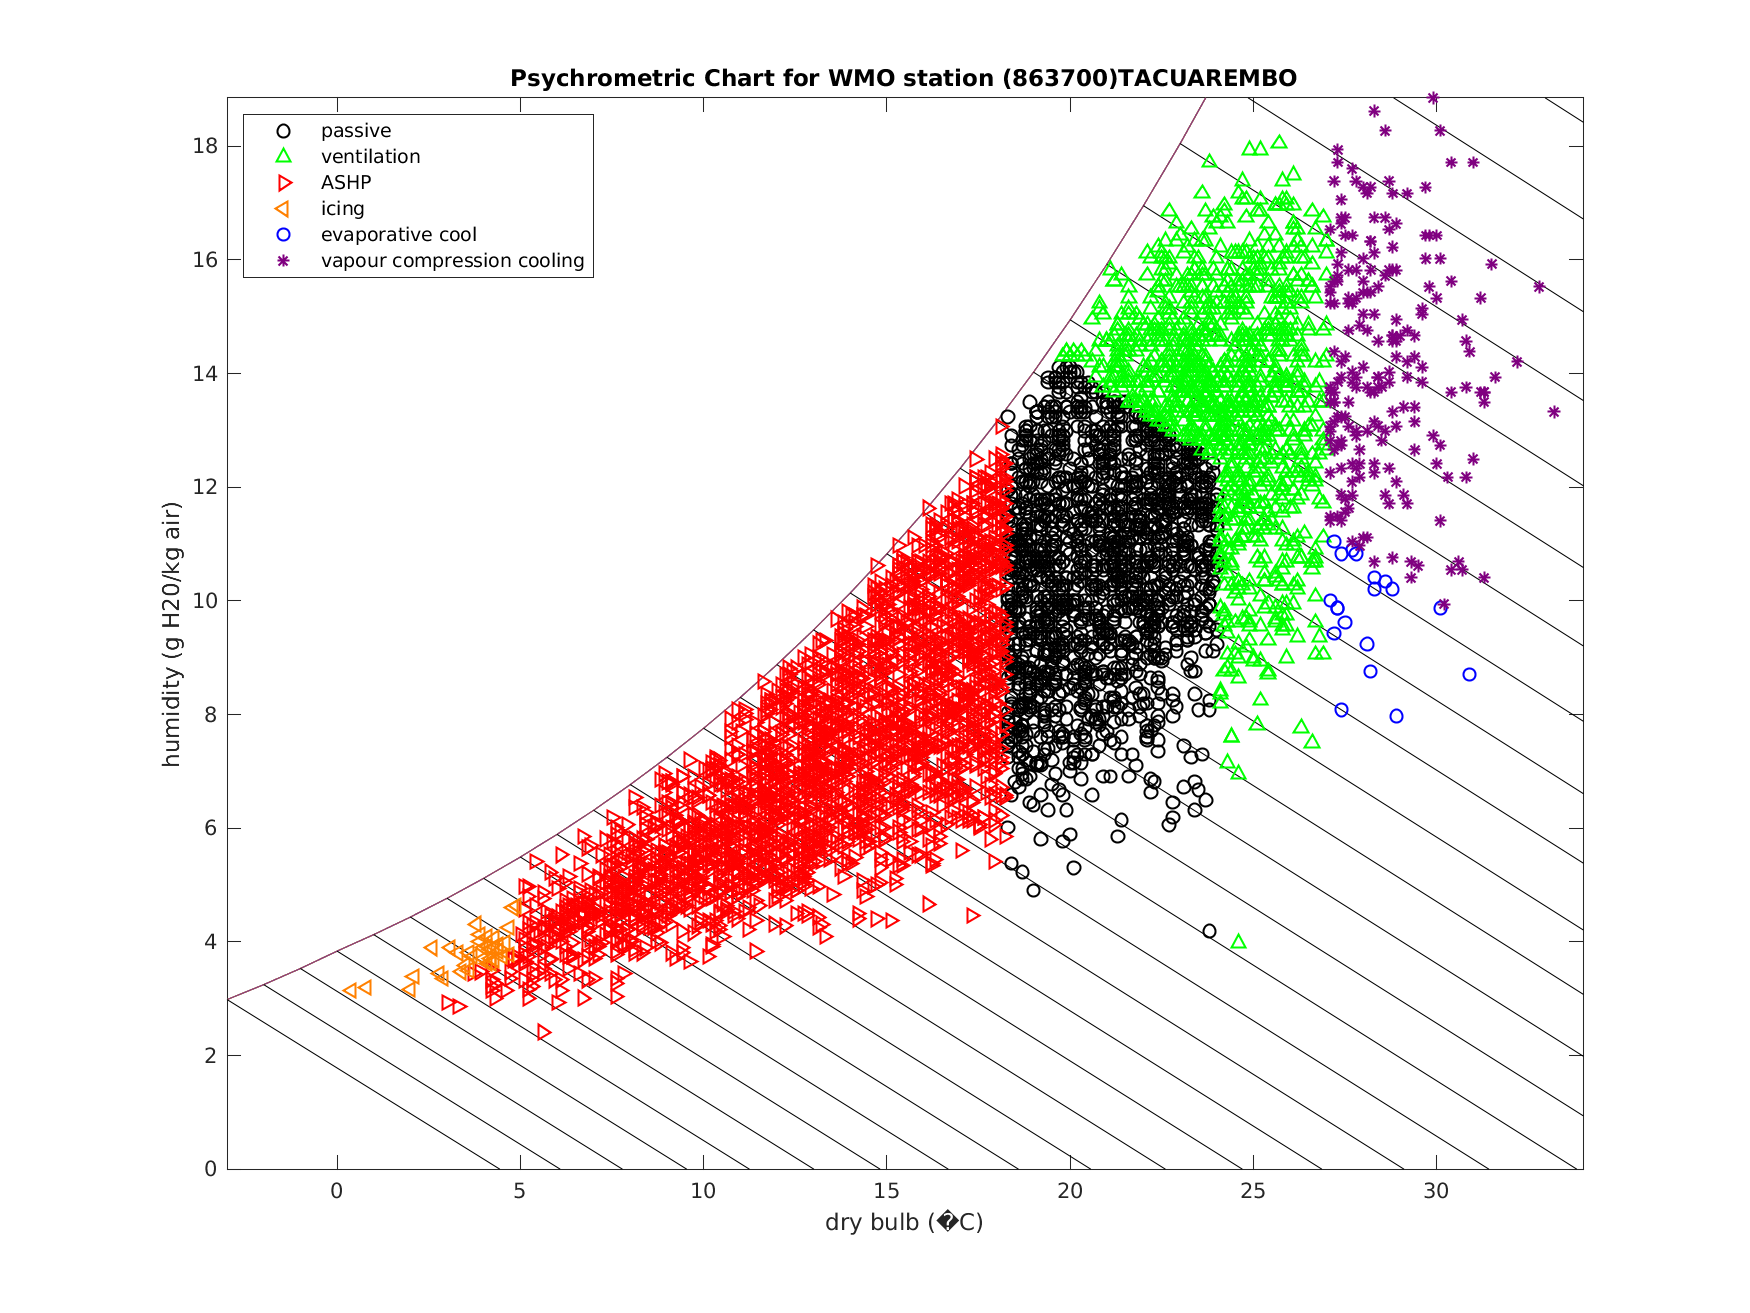 Psychrometric Chart for WMO station (863700)TACUAREMBO
passive
ventilation
ASHP
icing
evaporative cool
vapour compression cooling
humidity (g H20/kg air)
18
16
14
12
10
8
6
4
2
0
0 5 10 15 20 25 30
dry bulb (�C)